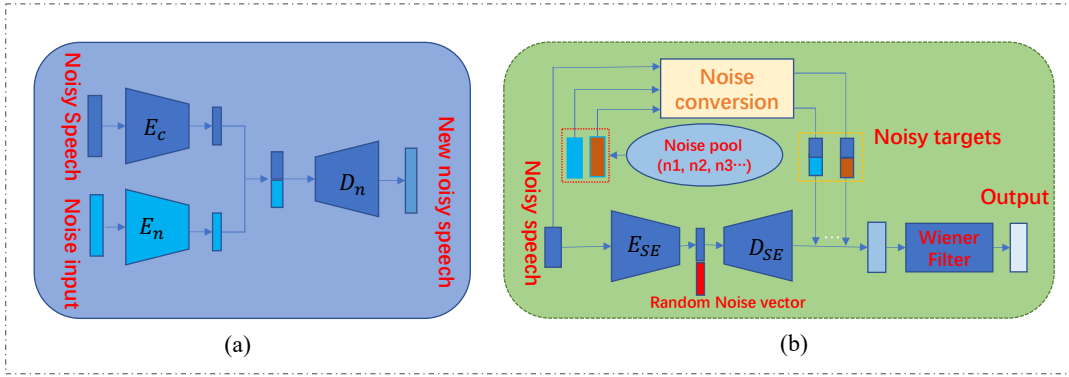 Noisy Speech
Noise input
E_c
E_n
D_n
New noisy speech
(a)
Noise
conversion
Noise pool
(n1, n2, n3···)
Noisy targets
Noisy speech
E_SE
D_SE
Random Noise vector
.....
Wiener
Filter
Output
(b)